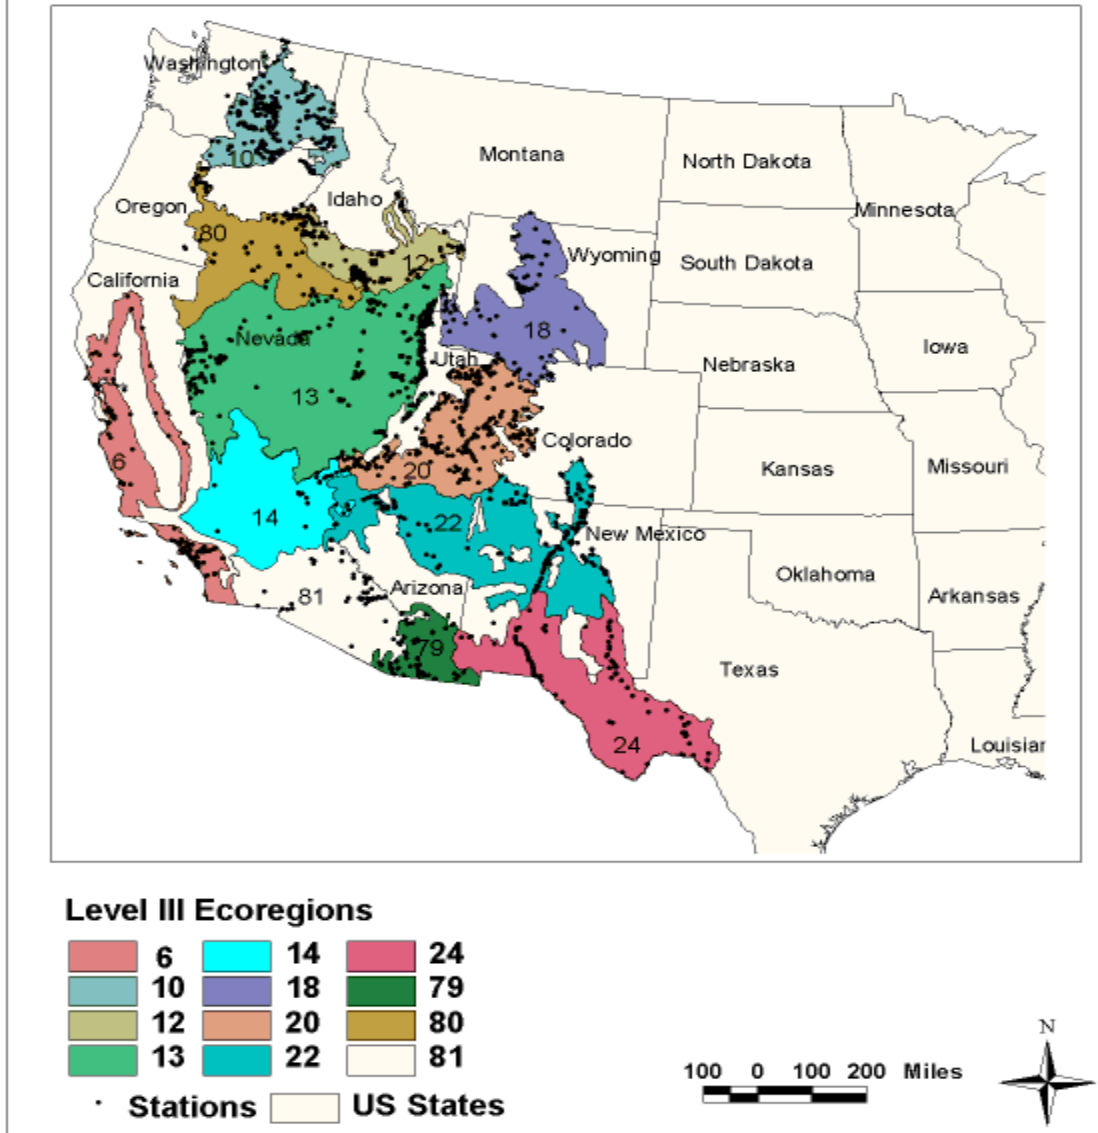 Washington
10
Montana
North Dakota
Minnesota
Idaho
Oregon
80
Wyoming
South Dakota
12
California
Nevada
18
Iowa
Utah
Nebraska
13
Colorado
Kansas
Missouri
6
20
14
22
New Mexico
Oklahoma
Arkansas
Arizona
81
79
Texas
24
Louisiar
Level III Ecoregions
6 14 24
10 18 79
12 20 80
13 22 81
Stations US States
100 0 100 200 Miles
N